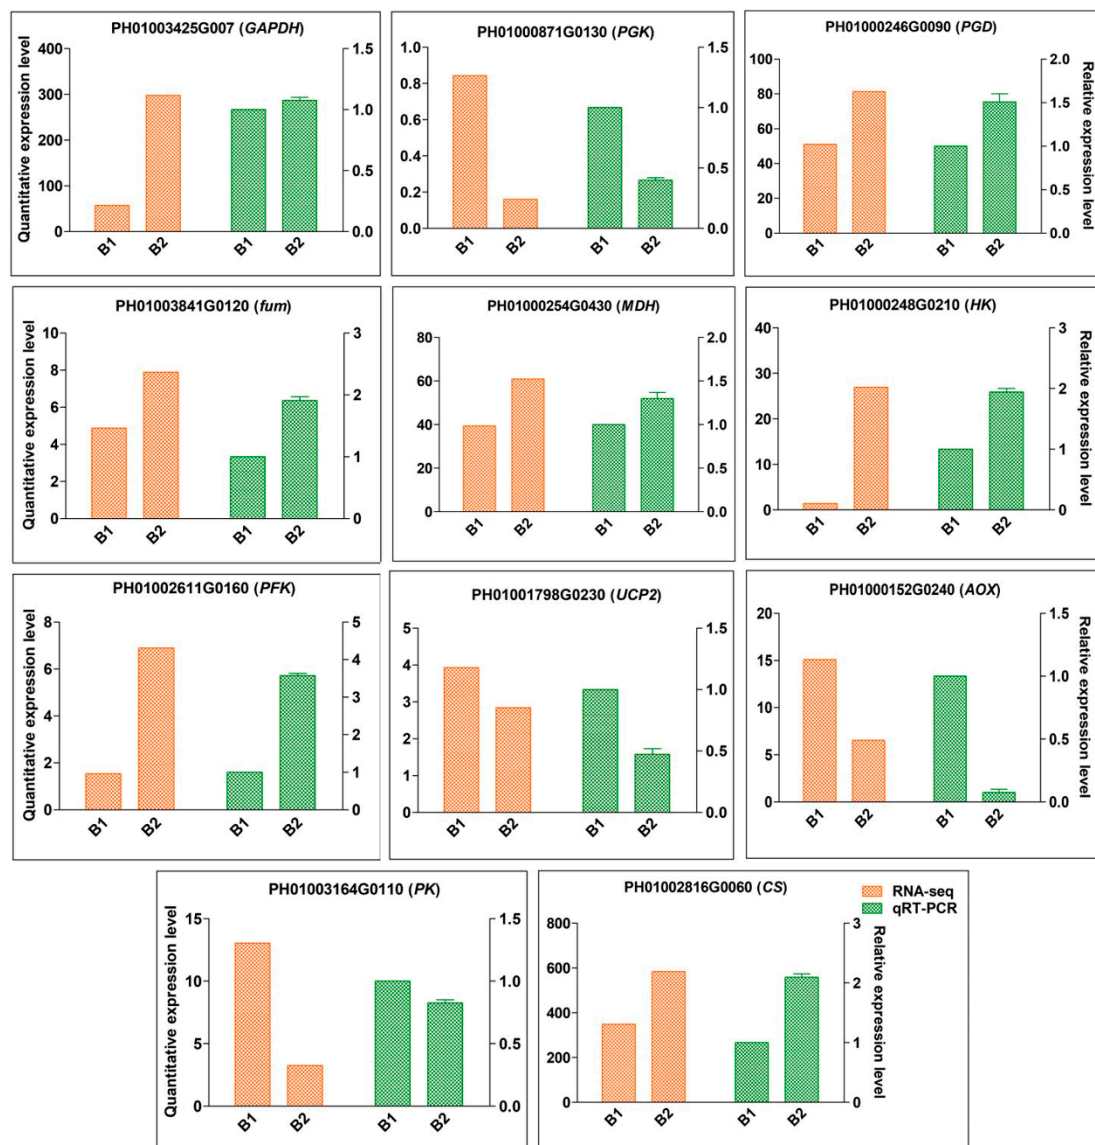 PH01003425G007 (GAPDH)
Quantitative expression level
400
300
200
100
0
1.5
1.0
0.5
0.0
B1
B2
B1
B2
PH01000871G0130 (PGK)
1.0
0.8
0.6
0.4
0.2
0.0
1.5
1.0
0.5
0.0
B1
B2
B1
B2
PH01000246G0090 (PGD)
100
80
60
40
20
0
2.0
1.5
1.0
0.5
0.0
Relative expression level
B1
B2
B1
B2
PH01003841G0120 (fum)
Quantitative expression level
10
8
6
4
2
0
3
2
1
0
B1
B2
B1
B2
PH01000254G0430 (MDH)
80
60
40
20
0
2.0
1.5
1.0
0.5
0.0
B1
B2
B1
B2
PH01000248G0210 (HK)
40
30
20
10
0
3
2
1
0
Relative expression level
B1
B2
B1
B2
PH01002611G0160 (PFK)
Quantitative expression level
8
6
4
2
0
5
4
3
2
1
0
B1
B2
B1
B2
PH01001798G0230 (UCP2)
5
4
3
2
1
0
1.5
1.0
0.5
0.0
B1
B2
B1
B2
PH01000152G0240 (AOX)
20
15
10
5
0
1.5
1.0
0.5
0.0
Relative expression level
B1
B2
B1
B2
PH01003164G0110 (PK)
Quantitative expression level
15
10
5
0
1.5
1.0
0.5
0.0
B1
B2
B1
B2
PH01002816G0060 (CS)
RNA-seq
qRT-PCR
800
600
400
200
0
3
2
1
0
Relative expression level
B1
B2
B1
B2